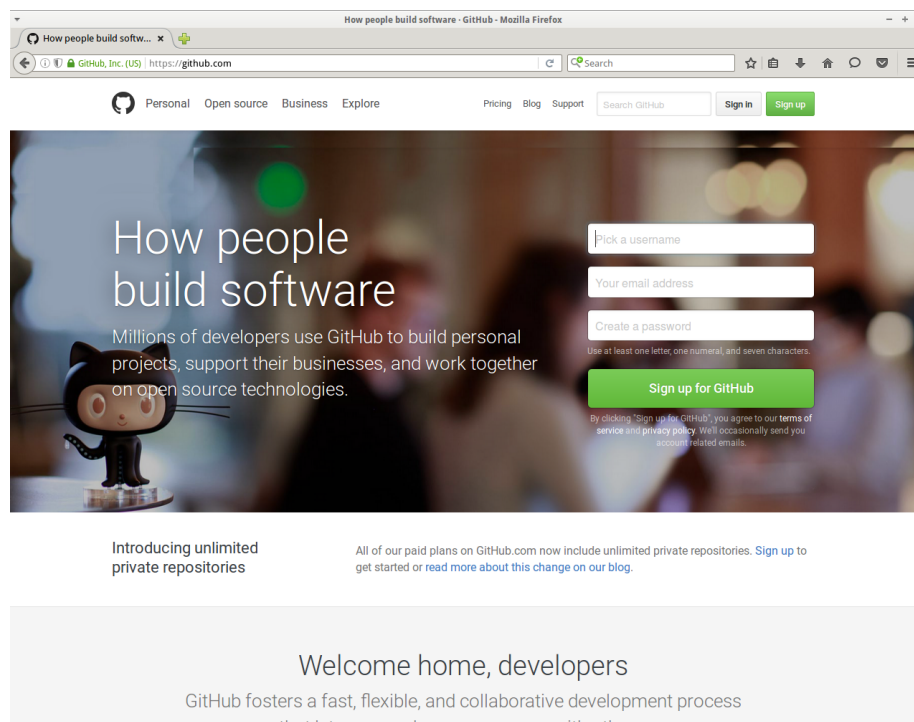 How people build software · GitHub - Mozilla Firefox
How people build softw...
GitHub, Inc. (US) https://github.com
Search
Personal Open source Business Explore Pricing Blog Support Search GitHub Sign in Sign up
How people
build software
Millions of developers use GitHub to build personal
projects, support their businesses, and work together
on open source technologies.
Pick a username
Your email address
Create a password
Use at least one letter, one numeral, and seven characters.
Sign up for GitHub
By clicking "Sign up for GitHub", you agree to our terms of
service and privacy policy. We'll occasionally send you
account related emails.
Introducing unlimited
private repositories
All of our paid plans on GitHub.com now include unlimited private repositories. Sign up to
get started or read more about this change on our blog.
Welcome home, developers
GitHub fosters a fast, flexible, and collaborative development process